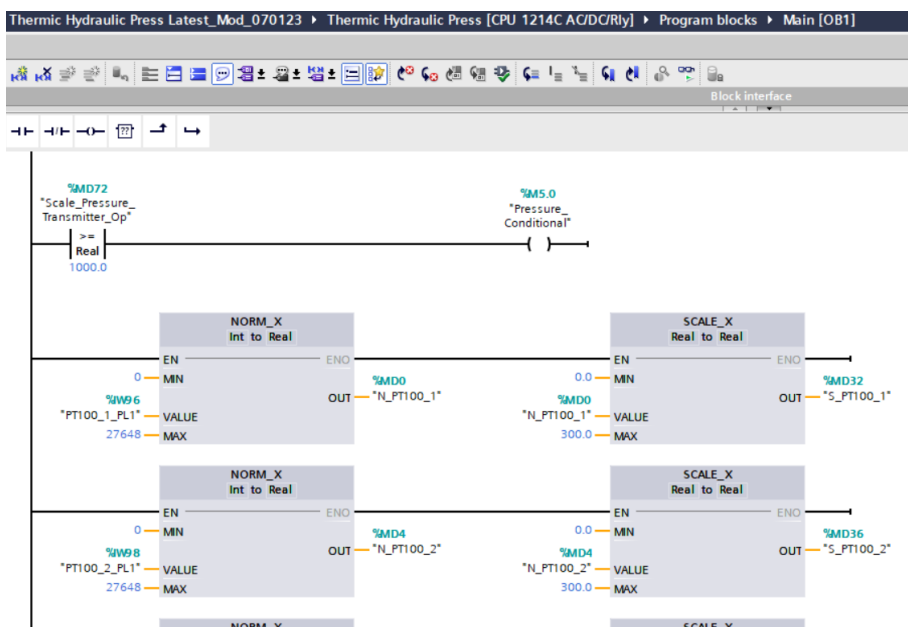 Thermic Hydraulic Press Latest_Mod_070123 ▸ Thermic Hydraulic Press [CPU 1214C AC/DC/Rly] ▸ Program blocks ▸ Main [OB1]
Block interface
??
%MD72
"Scale_Pressure_
Transmitter_Op"
>=
Real
1000.0
%M5.0
"Pressure_
Conditional"
NORM_X
Int to Real
EN
ENO
0
MIN
%IW96
"PT100_1_PL1"
VALUE
27648
MAX
OUT
%MD0
"N_PT100_1"
SCALE_X
Real to Real
EN
ENO
0.0
MIN
%MD0
"N_PT100_1"
VALUE
300.0
MAX
OUT
%MD32
"S_PT100_1"
NORM_X
Int to Real
EN
ENO
0
MIN
%IW98
"PT100_2_PL1"
VALUE
27648
MAX
OUT
%MD4
"N_PT100_2"
SCALE_X
Real to Real
EN
ENO
0.0
MIN
%MD4
"N_PT100_2"
VALUE
300.0
MAX
OUT
%MD36
"S_PT100_2"
NORM_X
SCALE_X